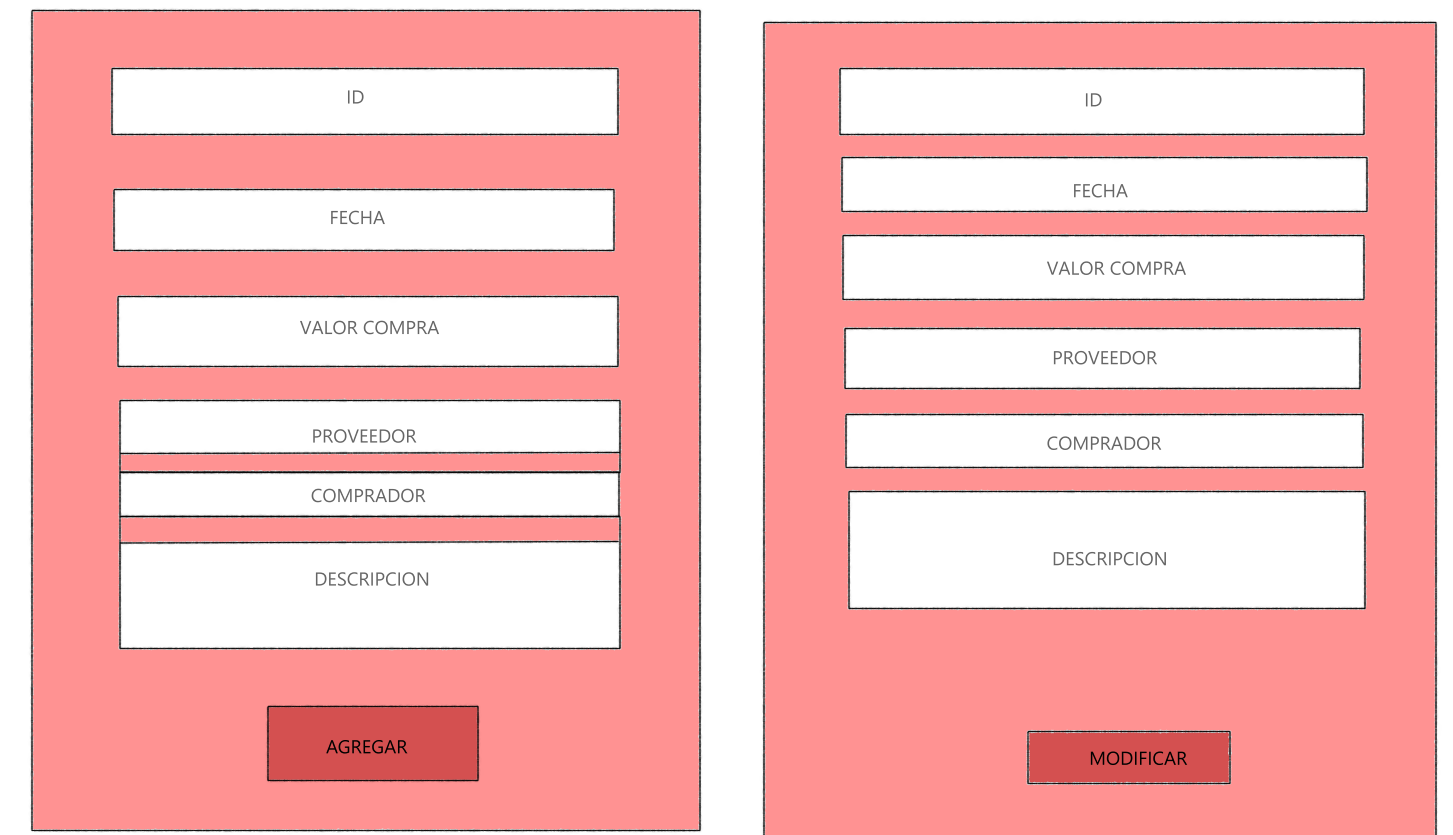 ID
FECHA
VALOR COMPRA
PROVEEDOR
COMPRADOR
DESCRIPCION
AGREGAR
ID
FECHA
VALOR COMPRA
PROVEEDOR
COMPRADOR
DESCRIPCION
MODIFICAR